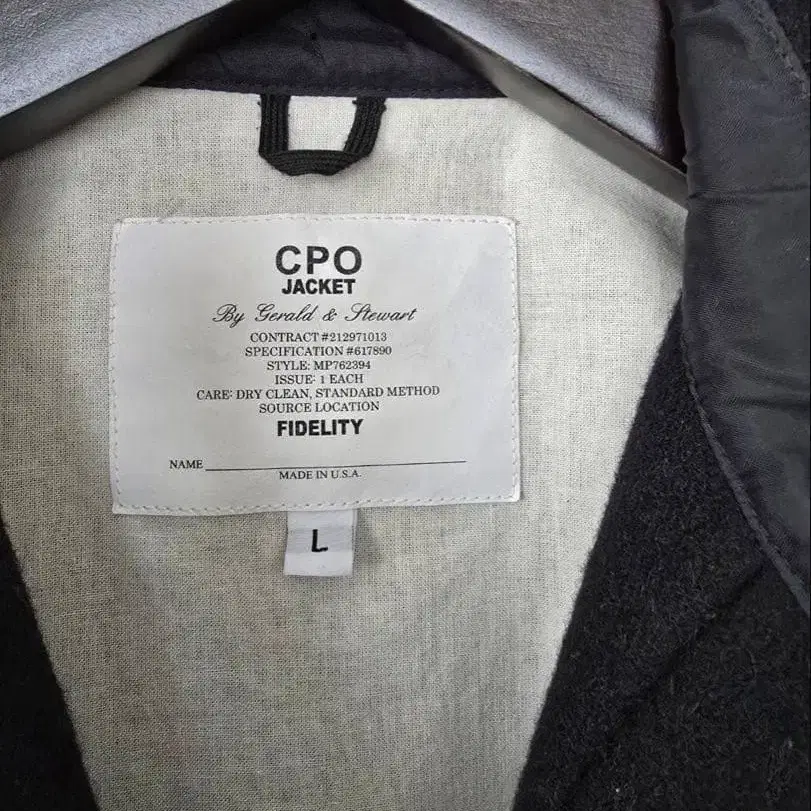 CPO
JACKET
By Gerald & Stewart
CONTRACT #212971013
SPECIFICATION #617890
STYLE: MP762394
ISSUE: 1 EACH
CARE: DRY CLEAN, STANDARD METHOD
SOURCE LOCATION
FIDELITY
NAME
MADE IN U.S.A.
L